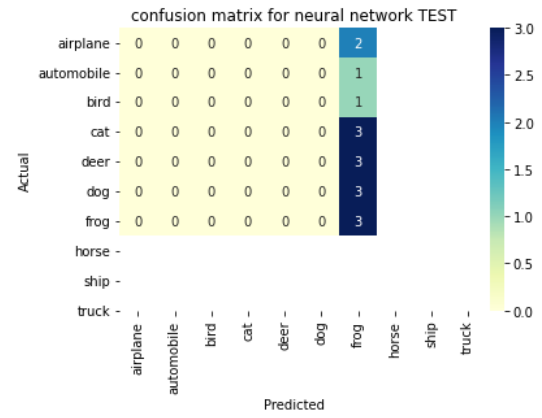 confusion matrix for neural network TEST
airplane 0 0 0 0 0 0 2
automobile 0 0 0 0 0 0 1
bird 0 0 0 0 0 0 1
cat 0 0 0 0 0 0 3
deer 0 0 0 0 0 0 3
dog 0 0 0 0 0 0 3
frog 0 0 0 0 0 0 3
horse
ship
truck
Actual
airplane
automobile
bird
cat
deer
dog
frog
horse
ship
truck
Predicted
3.0
2.5
2.0
1.5
1.0
0.5
0.0